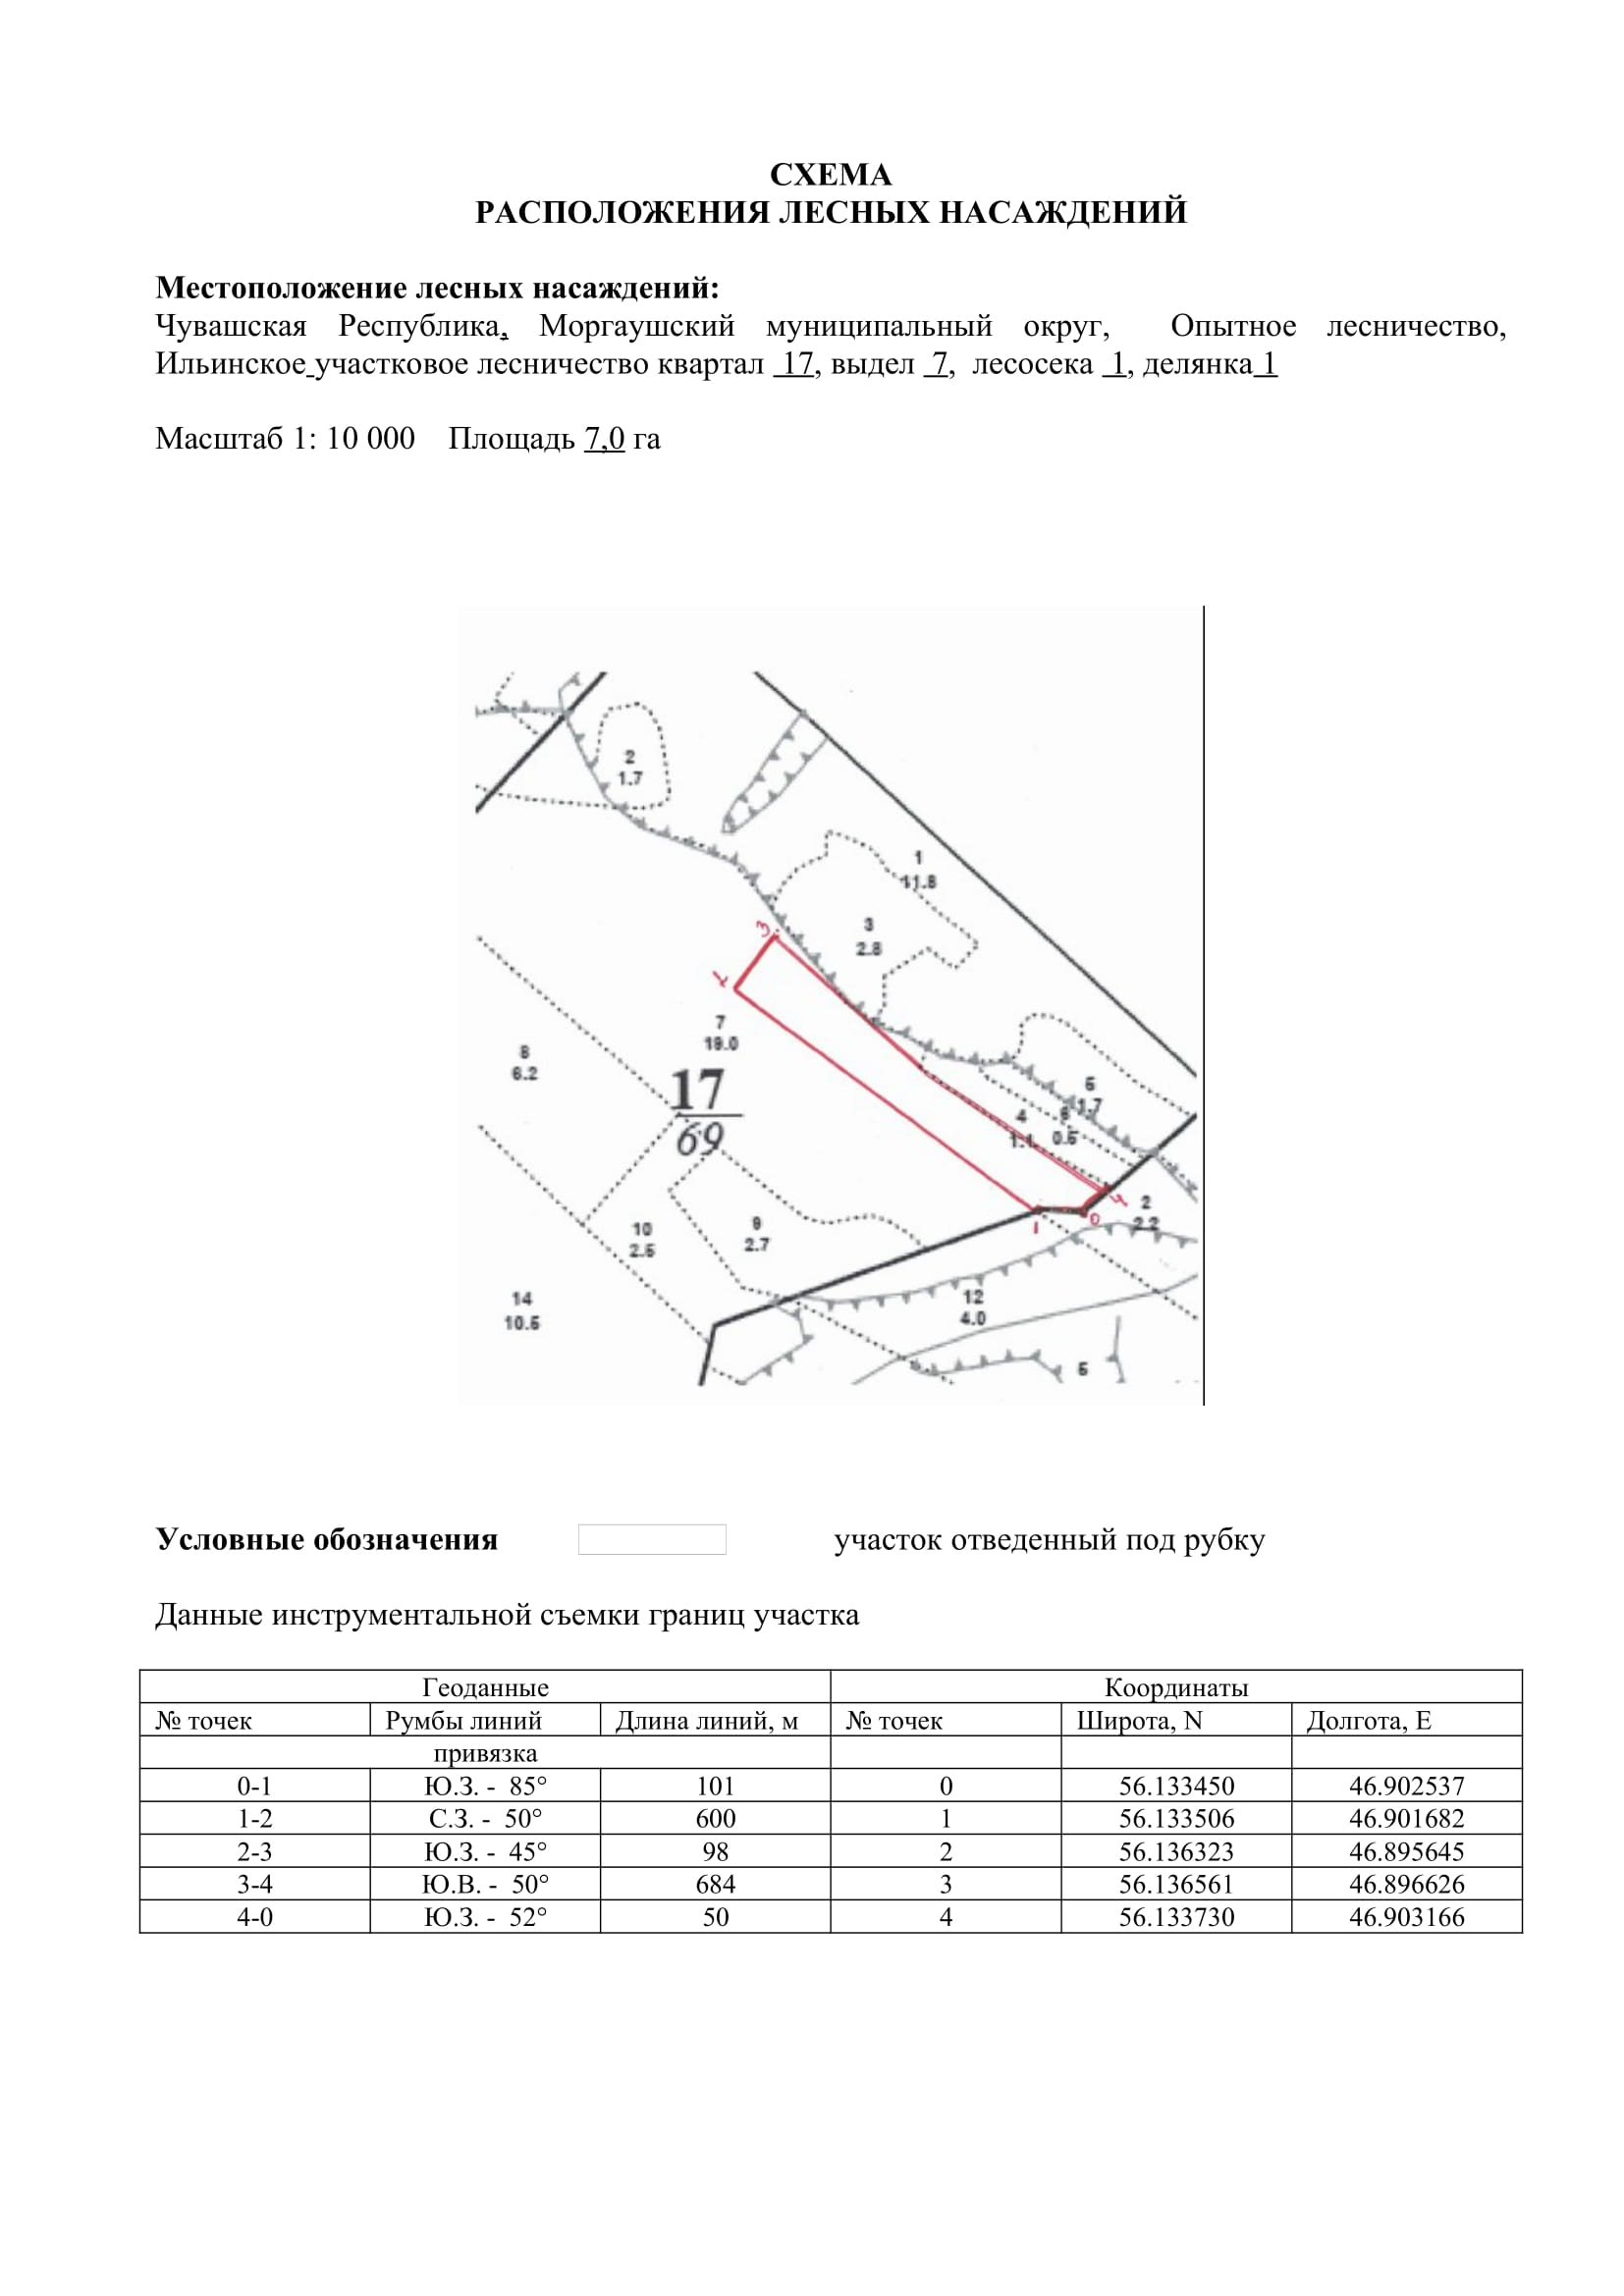 СХЕМА
РАСПОЛОЖЕНИЯ ЛЕСНЫХ НАСАЖДЕНИЙ
Местоположение лесных насаждений:
Чувашская Республика, Моргаушский муниципальный округ, Опытное лесничество,
Ильинское участковое лесничество квартал 17, выдел 7, лесосека 1, делянка 1
Масштаб 1: 10 000 Площадь 7,0 га
2
1.7
1
11.8
3
2.8
3
2
7
19.0
8
6.2
17
69
5
1.7
4
1.1
6
0.5
4
2
2.2
0
1
10
2.5
9
2.7
14
10.5
12
4.0
5
Условные обозначения участок отведенный под рубку
Данные инструментальной съемки границ участка
Геоданные Координаты
№ точек Румбы линий Длина линий, м № точек Широта, N Долгота, E
привязка
0-1 Ю.З. - 85° 101 0 56.133450 46.902537
1-2 С.З. - 50° 600 1 56.133506 46.901682
2-3 Ю.З. - 45° 98 2 56.136323 46.895645
3-4 Ю.В. - 50° 684 3 56.136561 46.896626
4-0 Ю.З. - 52° 50 4 56.133730 46.903166